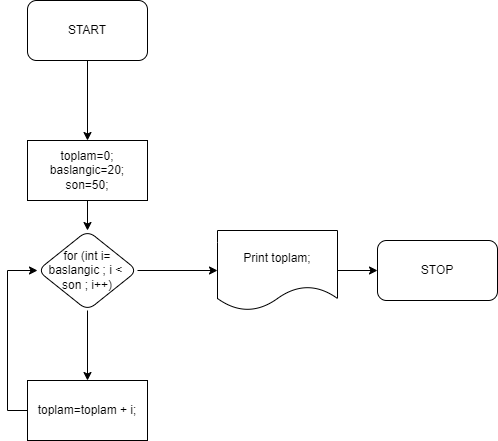 START
toplam=0;
baslangic=20;
son=50;
for (int i=
baslangic ; i <
son ; i++)
Print toplam;
STOP
toplam=toplam + i;